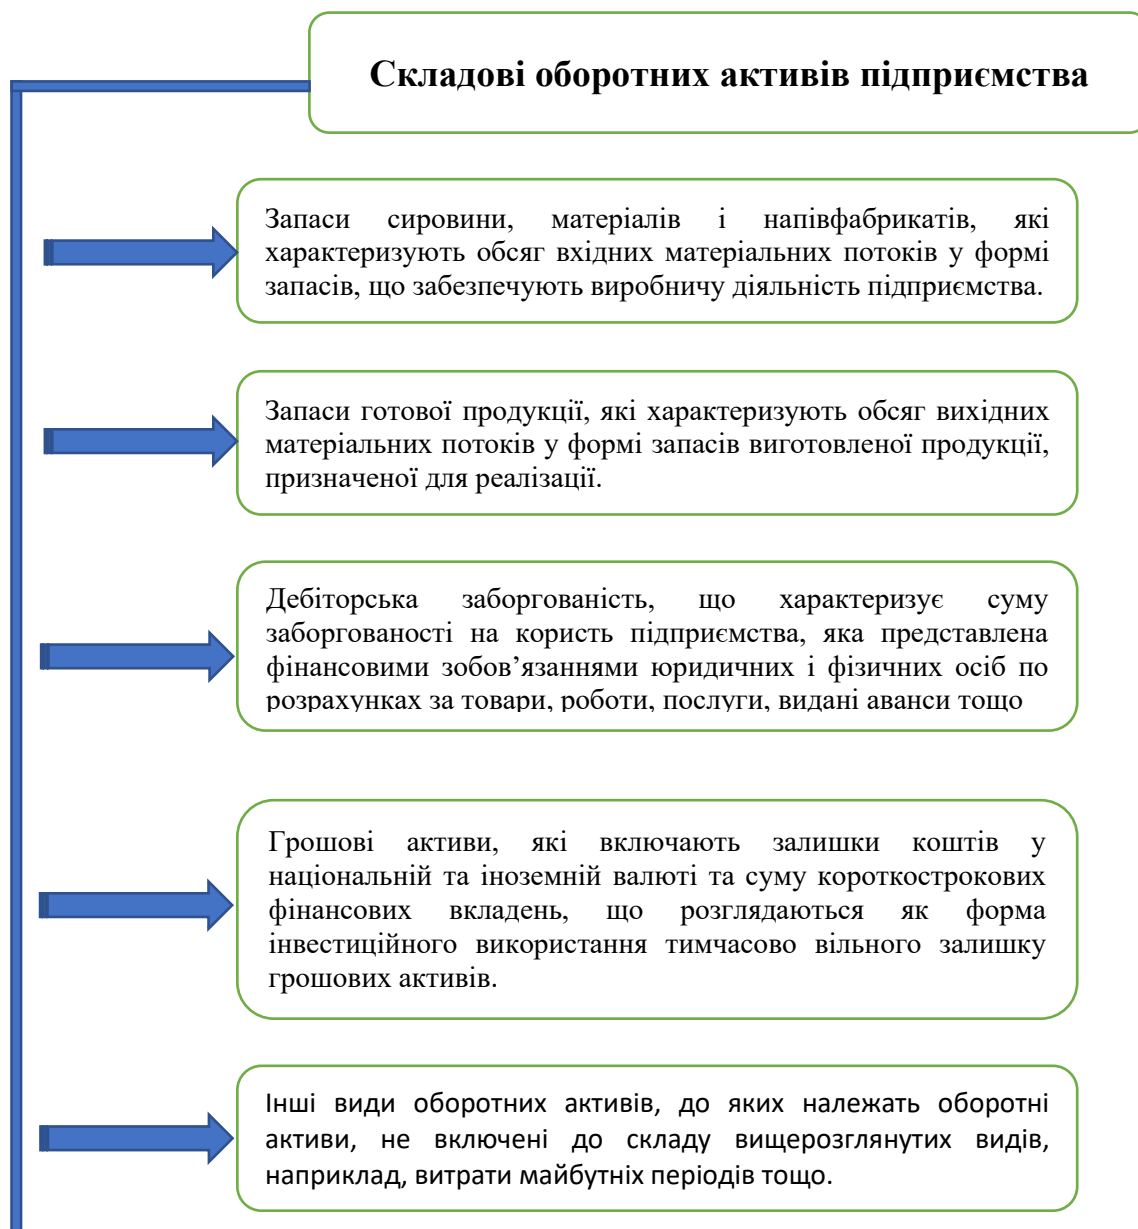 Складові оборотних активів підприємства
Запаси сировини, матеріалів і напівфабрикатів, які
характеризують обсяг вхідних матеріальних потоків у формі
запасів, що забезпечують виробничу діяльність підприємства.
Запаси готової продукції, які характеризують обсяг вихідних
матеріальних потоків у формі запасів виготовленої продукції,
призначеної для реалізації.
Дебіторська заборгованість, що характеризує суму
заборгованості на користь підприємства, яка представлена
фінансовими зобов’язаннями юридичних і фізичних осіб по
розрахунках за товари, роботи, послуги, видані аванси тощо
Грошові активи, які включають залишки коштів у
національній та іноземній валюті та суму короткострокових
фінансових вкладень, що розглядаються як форма
інвестиційного використання тимчасово вільного залишку
грошових активів.
Інші види оборотних активів, до яких належать оборотні
активи, не включені до складу вищерозглянутих видів,
наприклад, витрати майбутніх періодів тощо.